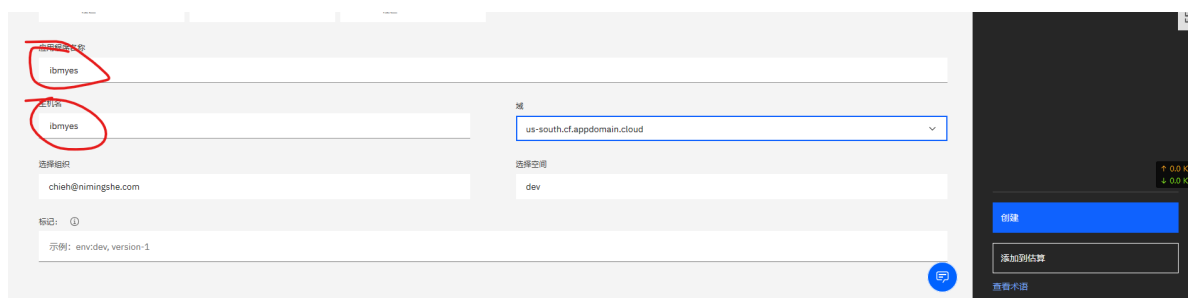 应用程序名称
ibmyes
主机名
域
ibmyes
us-south.cf.appdomain.cloud
选择组织
选择空间
chieh@nimingshe.com
dev
标记:
示例: env:dev, version-1
↑ 0.0 K
↓ 0.0 K
创建
添加到估算
查看术语